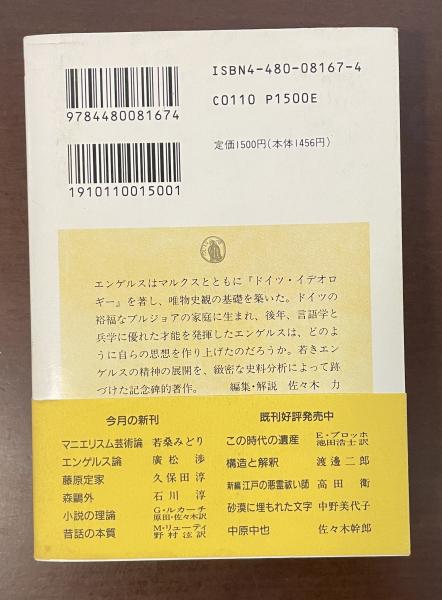 ISBN4-480-08167-4
C0110 P1500E
9784480081674
定価1500円(本体1456円)
1910110015001
エンゲルスはマルクスとともに『ドイツ・イデオロ
ギー』を著し、唯物史観の基礎を築いた。ドイツの
裕福なブルジョアの家庭に生まれ、後年、言語学と
兵学に優れた才能を発揮したエンゲルスは、どのよ
うに自らの思想を作り上げたのだろうか。若きエン
ゲルスの精神の展開を、緻密な史料分析によって跡
づけた記念碑的著作。 編集・解説 佐々木 力
今月の新刊
マニエリスム芸術論 若桑みどり
エンゲルス論 廣松 渉
藤原定家 久保田淳
森鷗外 石川 淳
小説の理論 G・ルカーチ 原田・佐々木訳
昔話の本質 M・リューティ 野村泫訳
既刊好評発売中
この時代の遺産 E・ブロッホ 池田浩士訳
構造と解釈 渡邊二郎
新編江戸の悪霊祓い師 高田 衛
砂漠に埋もれた文字 中野美代子
中原中也 佐々木幹郎